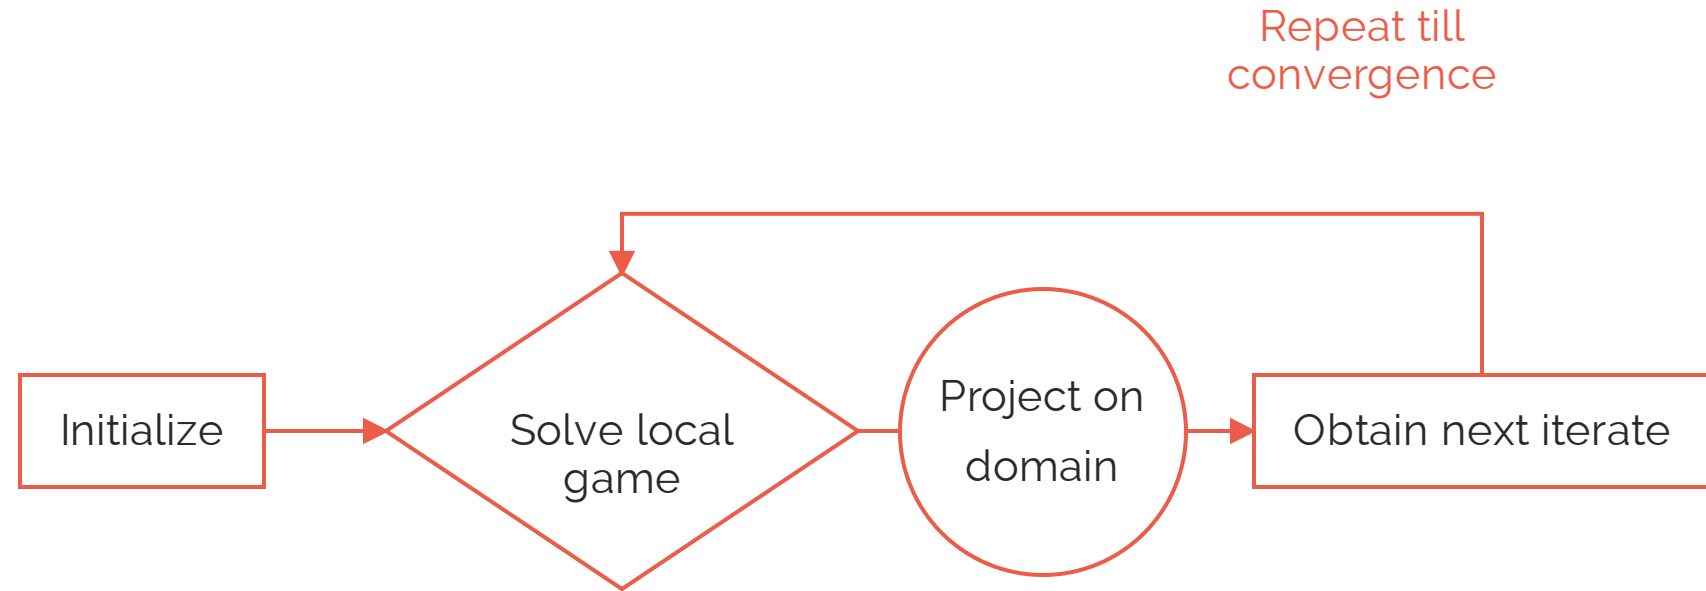 Repeat till
convergence
Initialize
Solve local
game
Project on
domain
Obtain next iterate